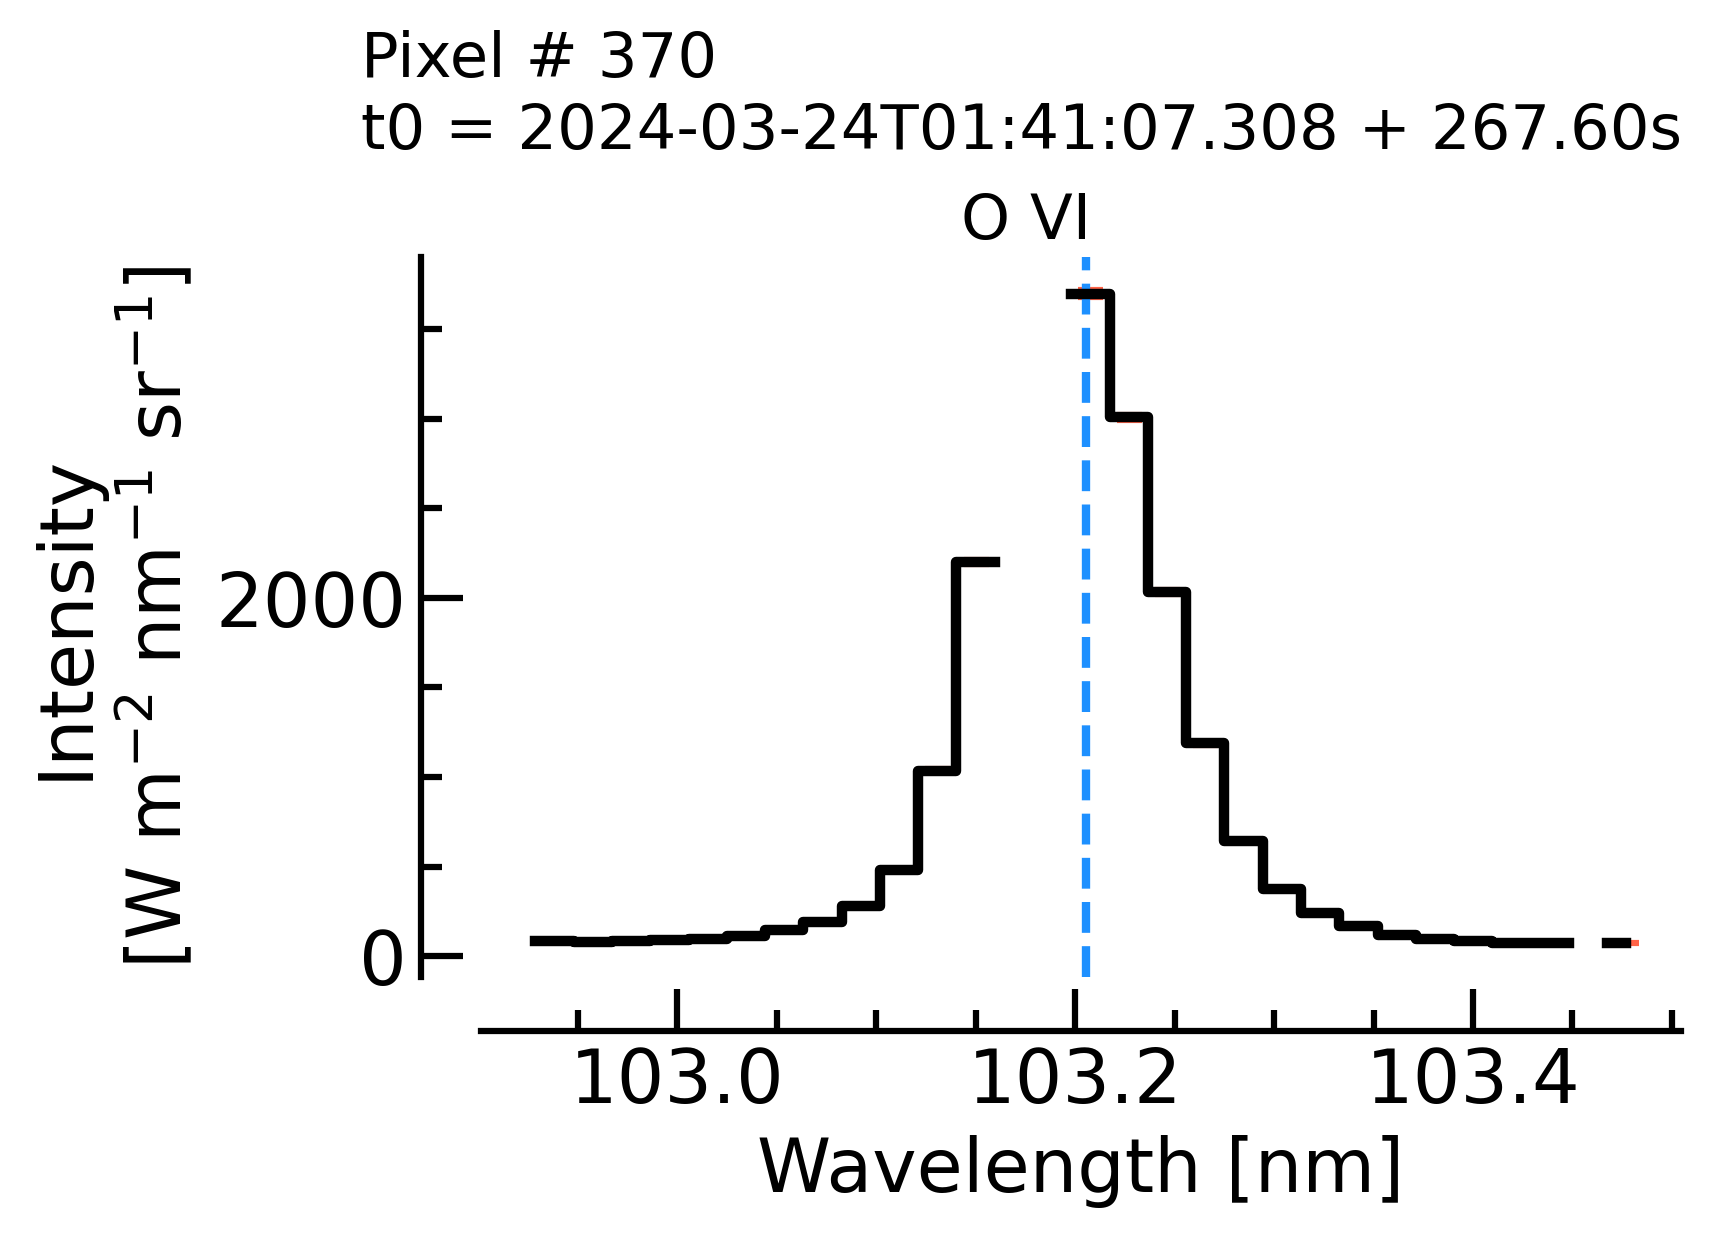 Pixel # 370
t0 = 2024-03-24T01:41:07.308 + 267.60s
O VI
Intensity
[W m⁻² nm⁻¹ sr⁻¹]
2000
0
103.0 103.2 103.4
Wavelength [nm]